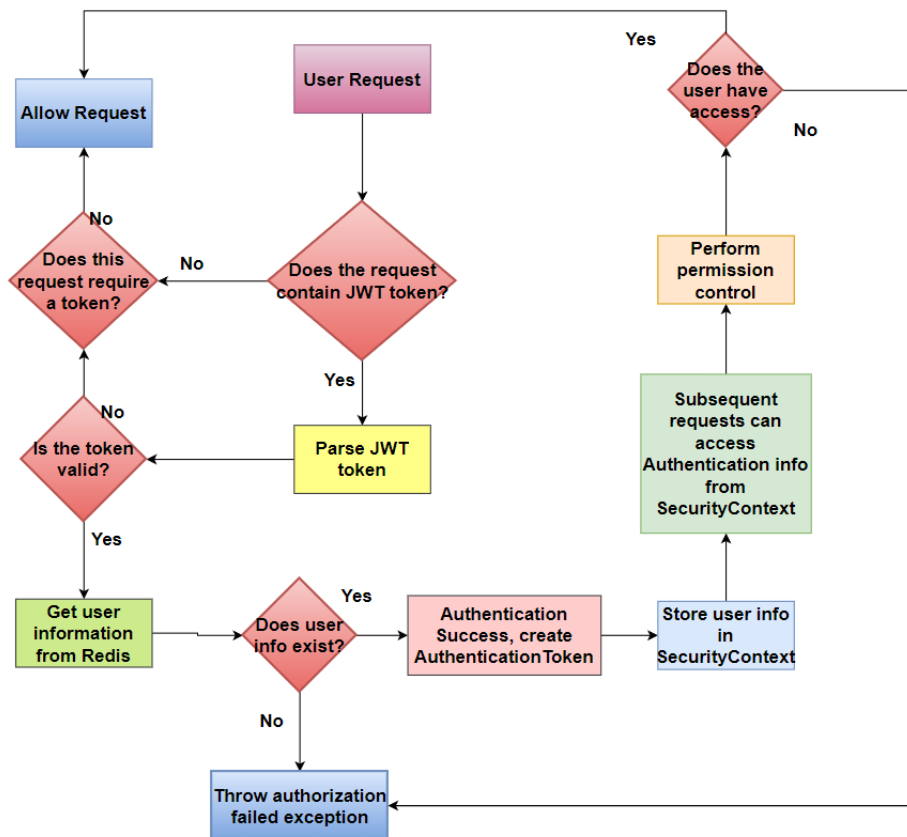 Yes
Does the
user have
access?
No
User Request
Allow Request
No
Does this
request require
a token?
No
Does the request
contain JWT token?
Perform
permission
control
Yes
No
Is the token
valid?
Parse JWT
token
Subsequent
requests can
access
Authentication info
from
SecurityContext
Yes
Get user
information
from Redis
Does user
info exist?
Yes
Authentication
Success, create
AuthenticationToken
Store user info
in
SecurityContext
No
Throw authorization
failed exception